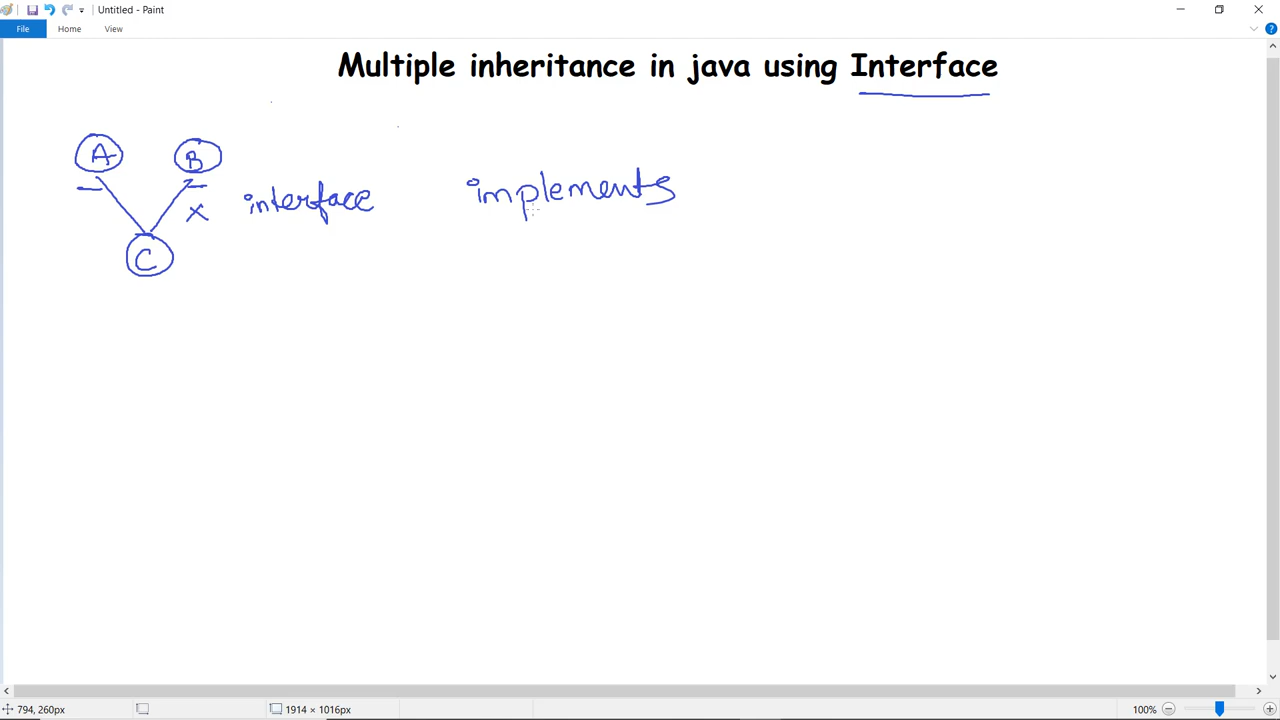 Untitled - Paint
File Home View
Multiple inheritance in java using Interface
A B
X interface implements
C
794, 260px 1914 × 1016px 100%